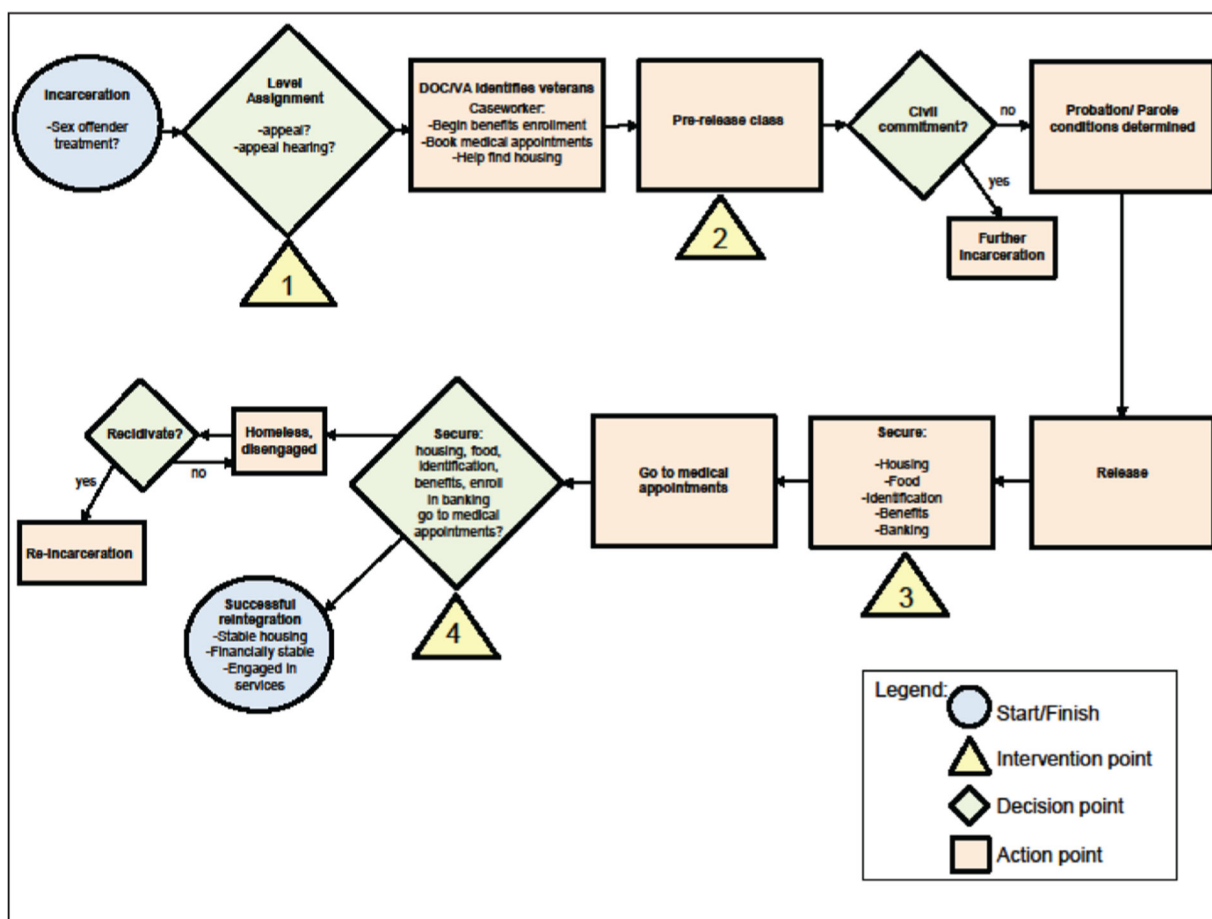 Incarceration
-Sex offender
treatment?
Level
Assignment
-appeal?
-appeal hearing?
1
DOC/VA identifies veterans
Caseworker:
-Begin benefits enrollment
-Book medical appointments
-Help find housing
Pre-release class
2
Civil
commitment?
no
yes
Further
Incarceration
Probation/ Parole
conditions determined
Recidivate?
yes
no
Re-incarceration
Homeless,
disengaged
Secure:
housing, food,
identification,
benefits, enroll
in banking
go to medical
appointments?
4
Successful
reintegration
-Stable housing
-Financially stable
-Engaged in
services
Go to medical
appointments
Secure:
-Housing
-Food
-Identification
-Benefits
-Banking
3
Release
Legend:
Start/Finish
Intervention point
Decision point
Action point